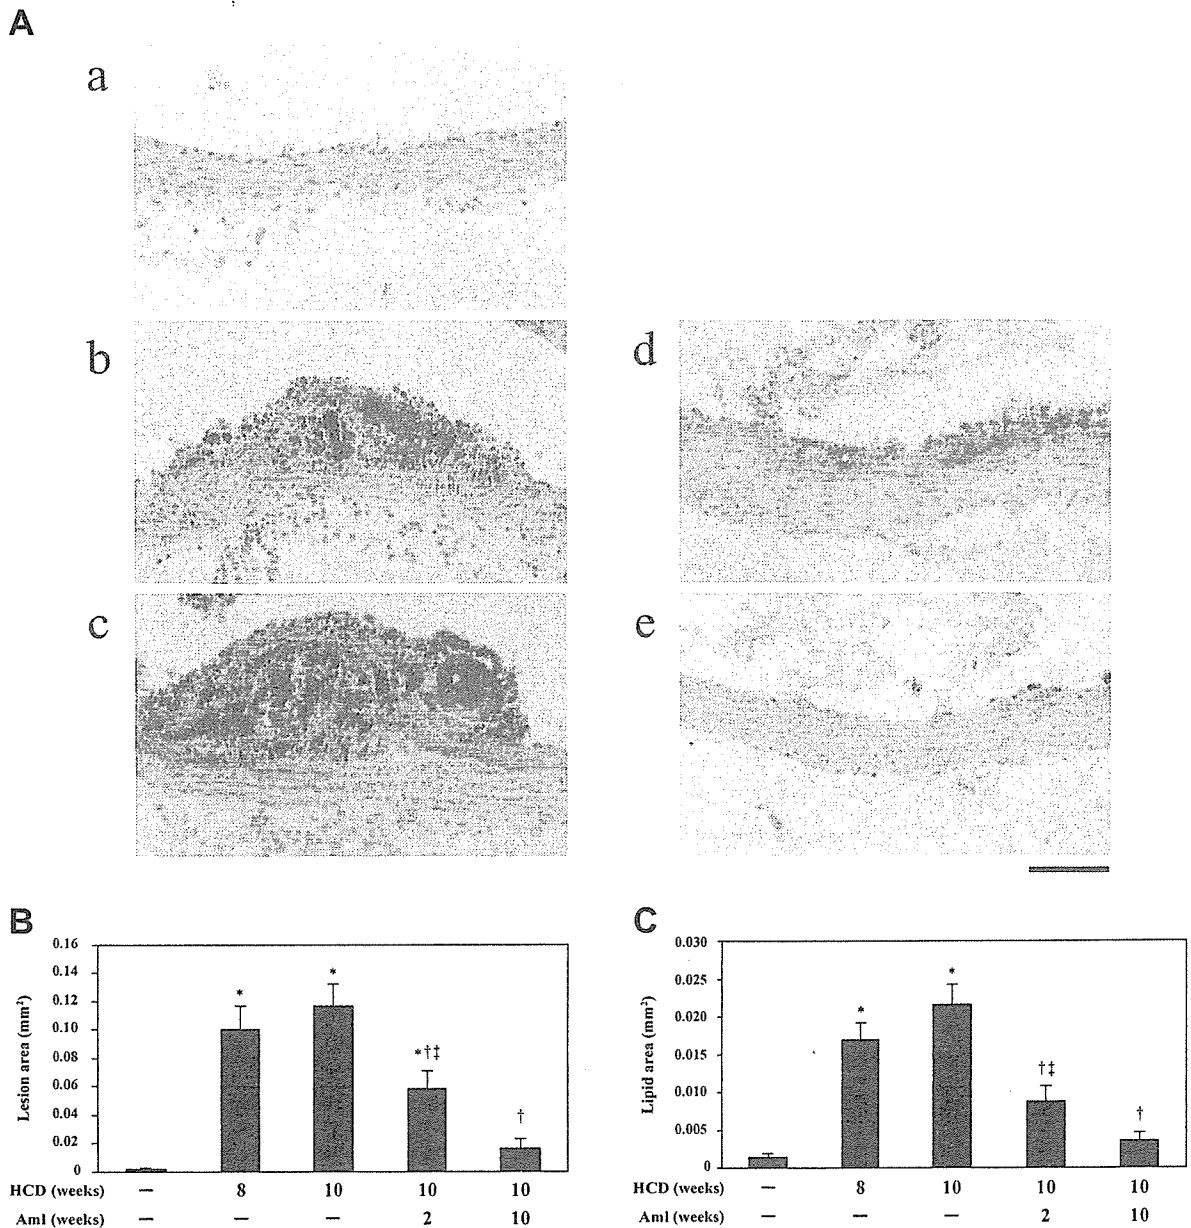 A
a
b
d
c
e
B
0.16
0.14
0.12
0.10
0.08
0.06
0.04
0.02
0
Lesion area (mm²)
*
*
*†‡
†
HCD (weeks) — 8 10 10 10
Aml (weeks) — — — 2 10
C
0.030
0.025
0.020
0.015
0.010
0.005
0
Lipid area (mm²)
*
*
†‡
†
HCD (weeks) — 8 10 10 10
Aml (weeks) — — — 2 10